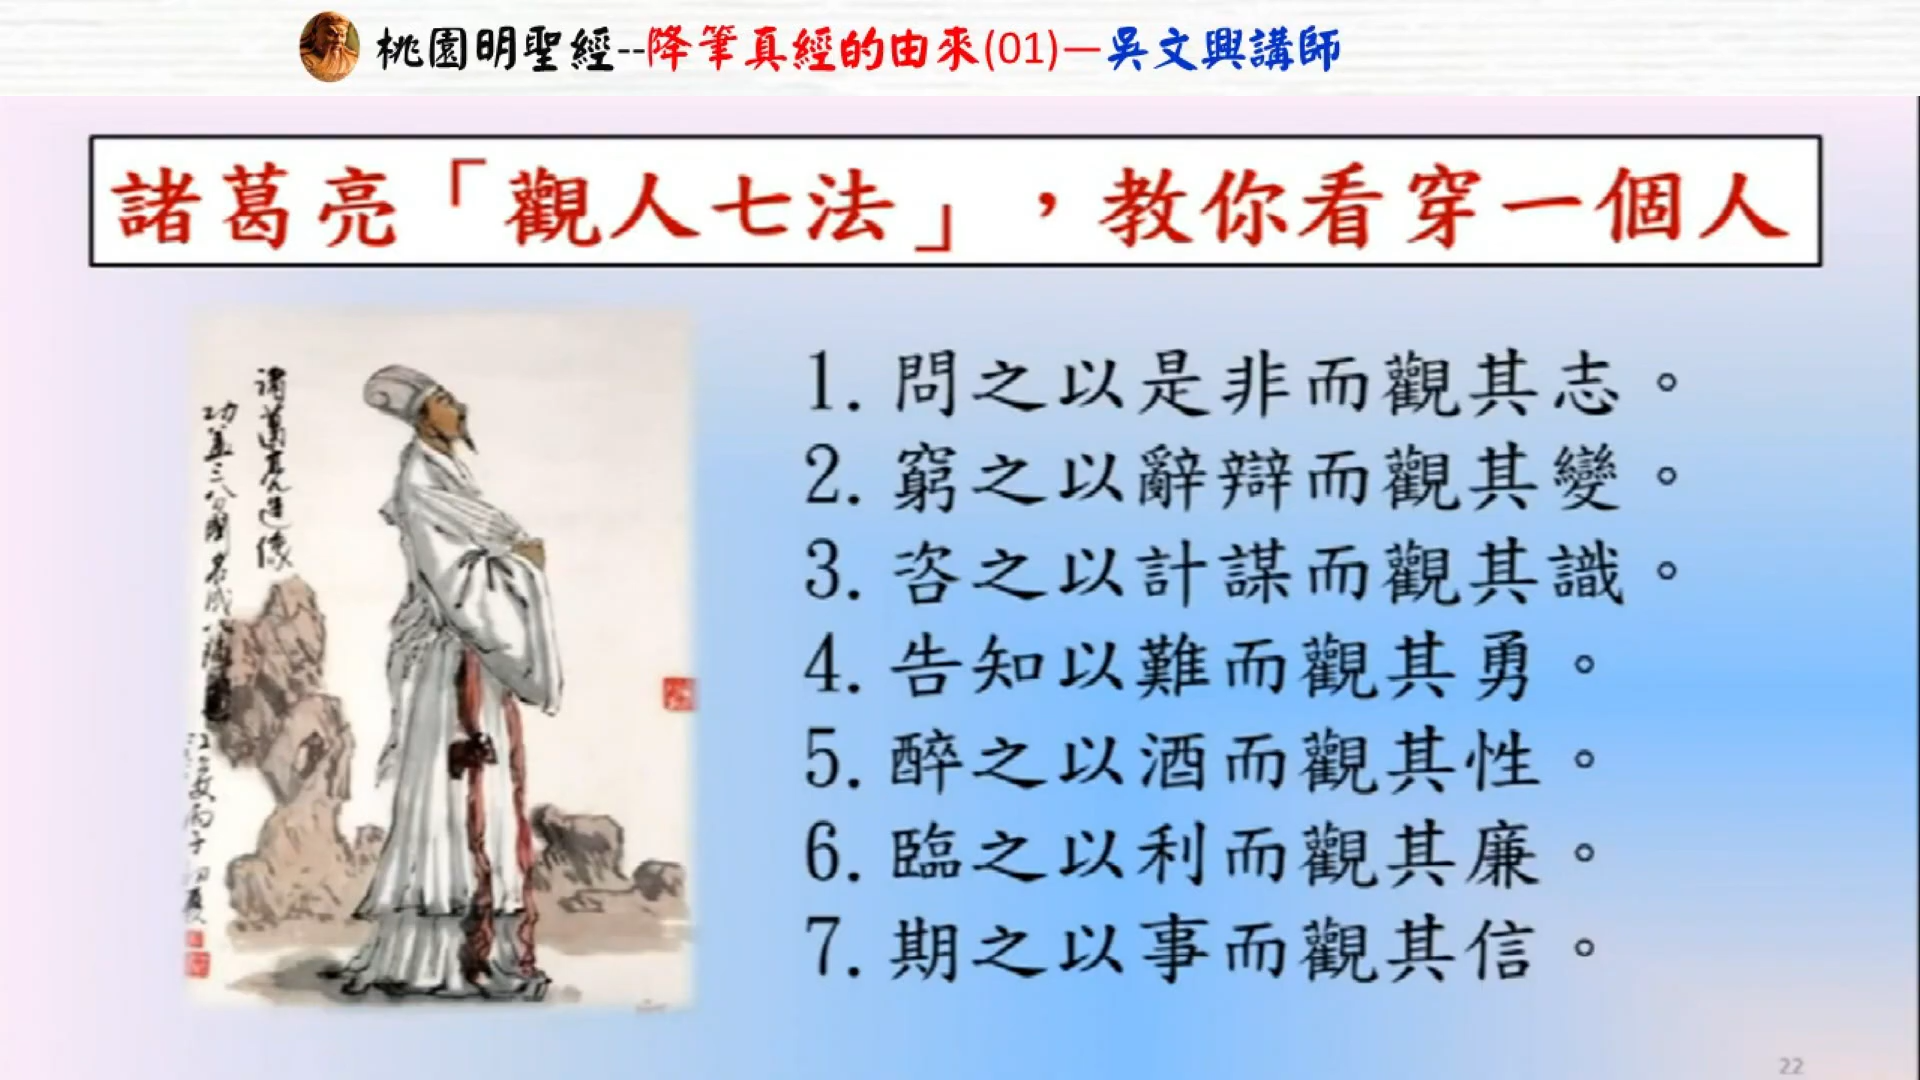 桃園明聖經--降筆真經的由來(01)—吳文興講師
諸葛亮「觀人七法」，教你看穿一個人
1. 問之以是非而觀其志。
2. 窮之以辭辯而觀其變。
3. 咨之以計謀而觀其識。
4. 告知以難而觀其勇。
5. 醉之以酒而觀其性。
6. 臨之以利而觀其廉。
7. 期之以事而觀其信。
諸葛亮造像
22